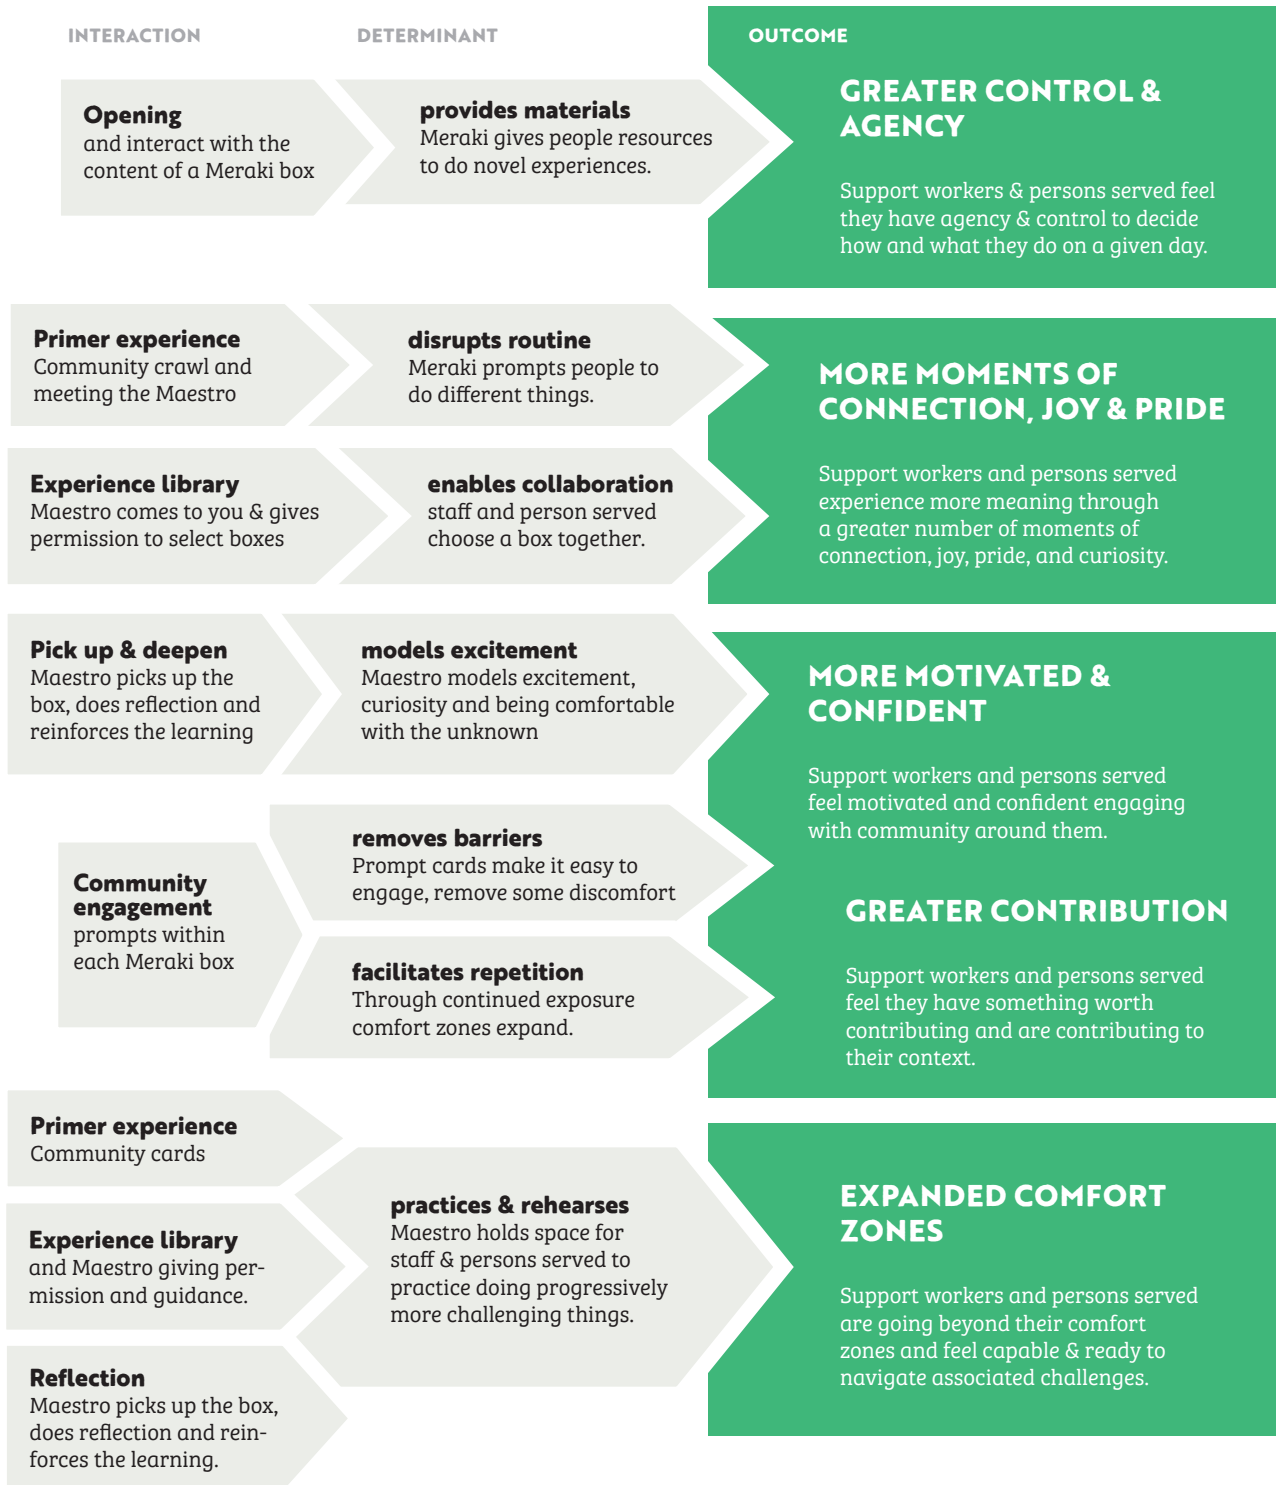 INTERACTION
DETERMINANT
OUTCOME
Opening
and interact with the
content of a Meraki box
provides materials
Meraki gives people resources
to do novel experiences.
GREATER CONTROL &
AGENCY
Support workers & persons served feel
they have agency & control to decide
how and what they do on a given day.
Primer experience
Community crawl and
meeting the Maestro
disrupts routine
Meraki prompts people to
do different things.
Experience library
Maestro comes to you & gives
permission to select boxes
enables collaboration
staff and person served
choose a box together.
MORE MOMENTS OF
CONNECTION, JOY & PRIDE
Support workers and persons served
experience more meaning through
a greater number of moments of
connection, joy, pride, and curiosity.
Pick up & deepen
Maestro picks up the
box, does reflection and
reinforces the learning
models excitement
Maestro models excitement,
curiosity and being comfortable
with the unknown
MORE MOTIVATED &
CONFIDENT
Support workers and persons served
feel motivated and confident engaging
with community around them.
Community
engagement
prompts within
each Meraki box
removes barriers
Prompt cards make it easy to
engage, remove some discomfort
facilitates repetition
Through continued exposure
comfort zones expand.
GREATER CONTRIBUTION
Support workers and persons served
feel they have something worth
contributing and are contributing to
their context.
Primer experience
Community cards
Experience library
and Maestro giving per-
mission and guidance.
Reflection
Maestro picks up the box,
does reflection and rein-
forces the learning.
practices & rehearses
Maestro holds space for
staff & persons served to
practice doing progressively
more challenging things.
EXPANDED COMFORT
ZONES
Support workers and persons served
are going beyond their comfort
zones and feel capable & ready to
navigate associated challenges.